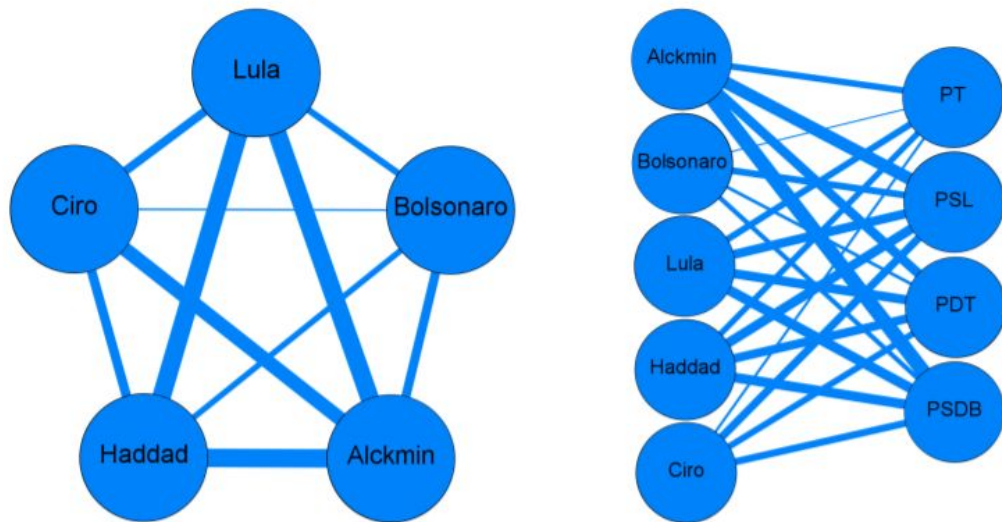 Lula
Ciro
Bolsonaro
Haddad
Alckmin
Alckmin
Bolsonaro
Lula
Haddad
Ciro
PT
PSL
PDT
PSDB